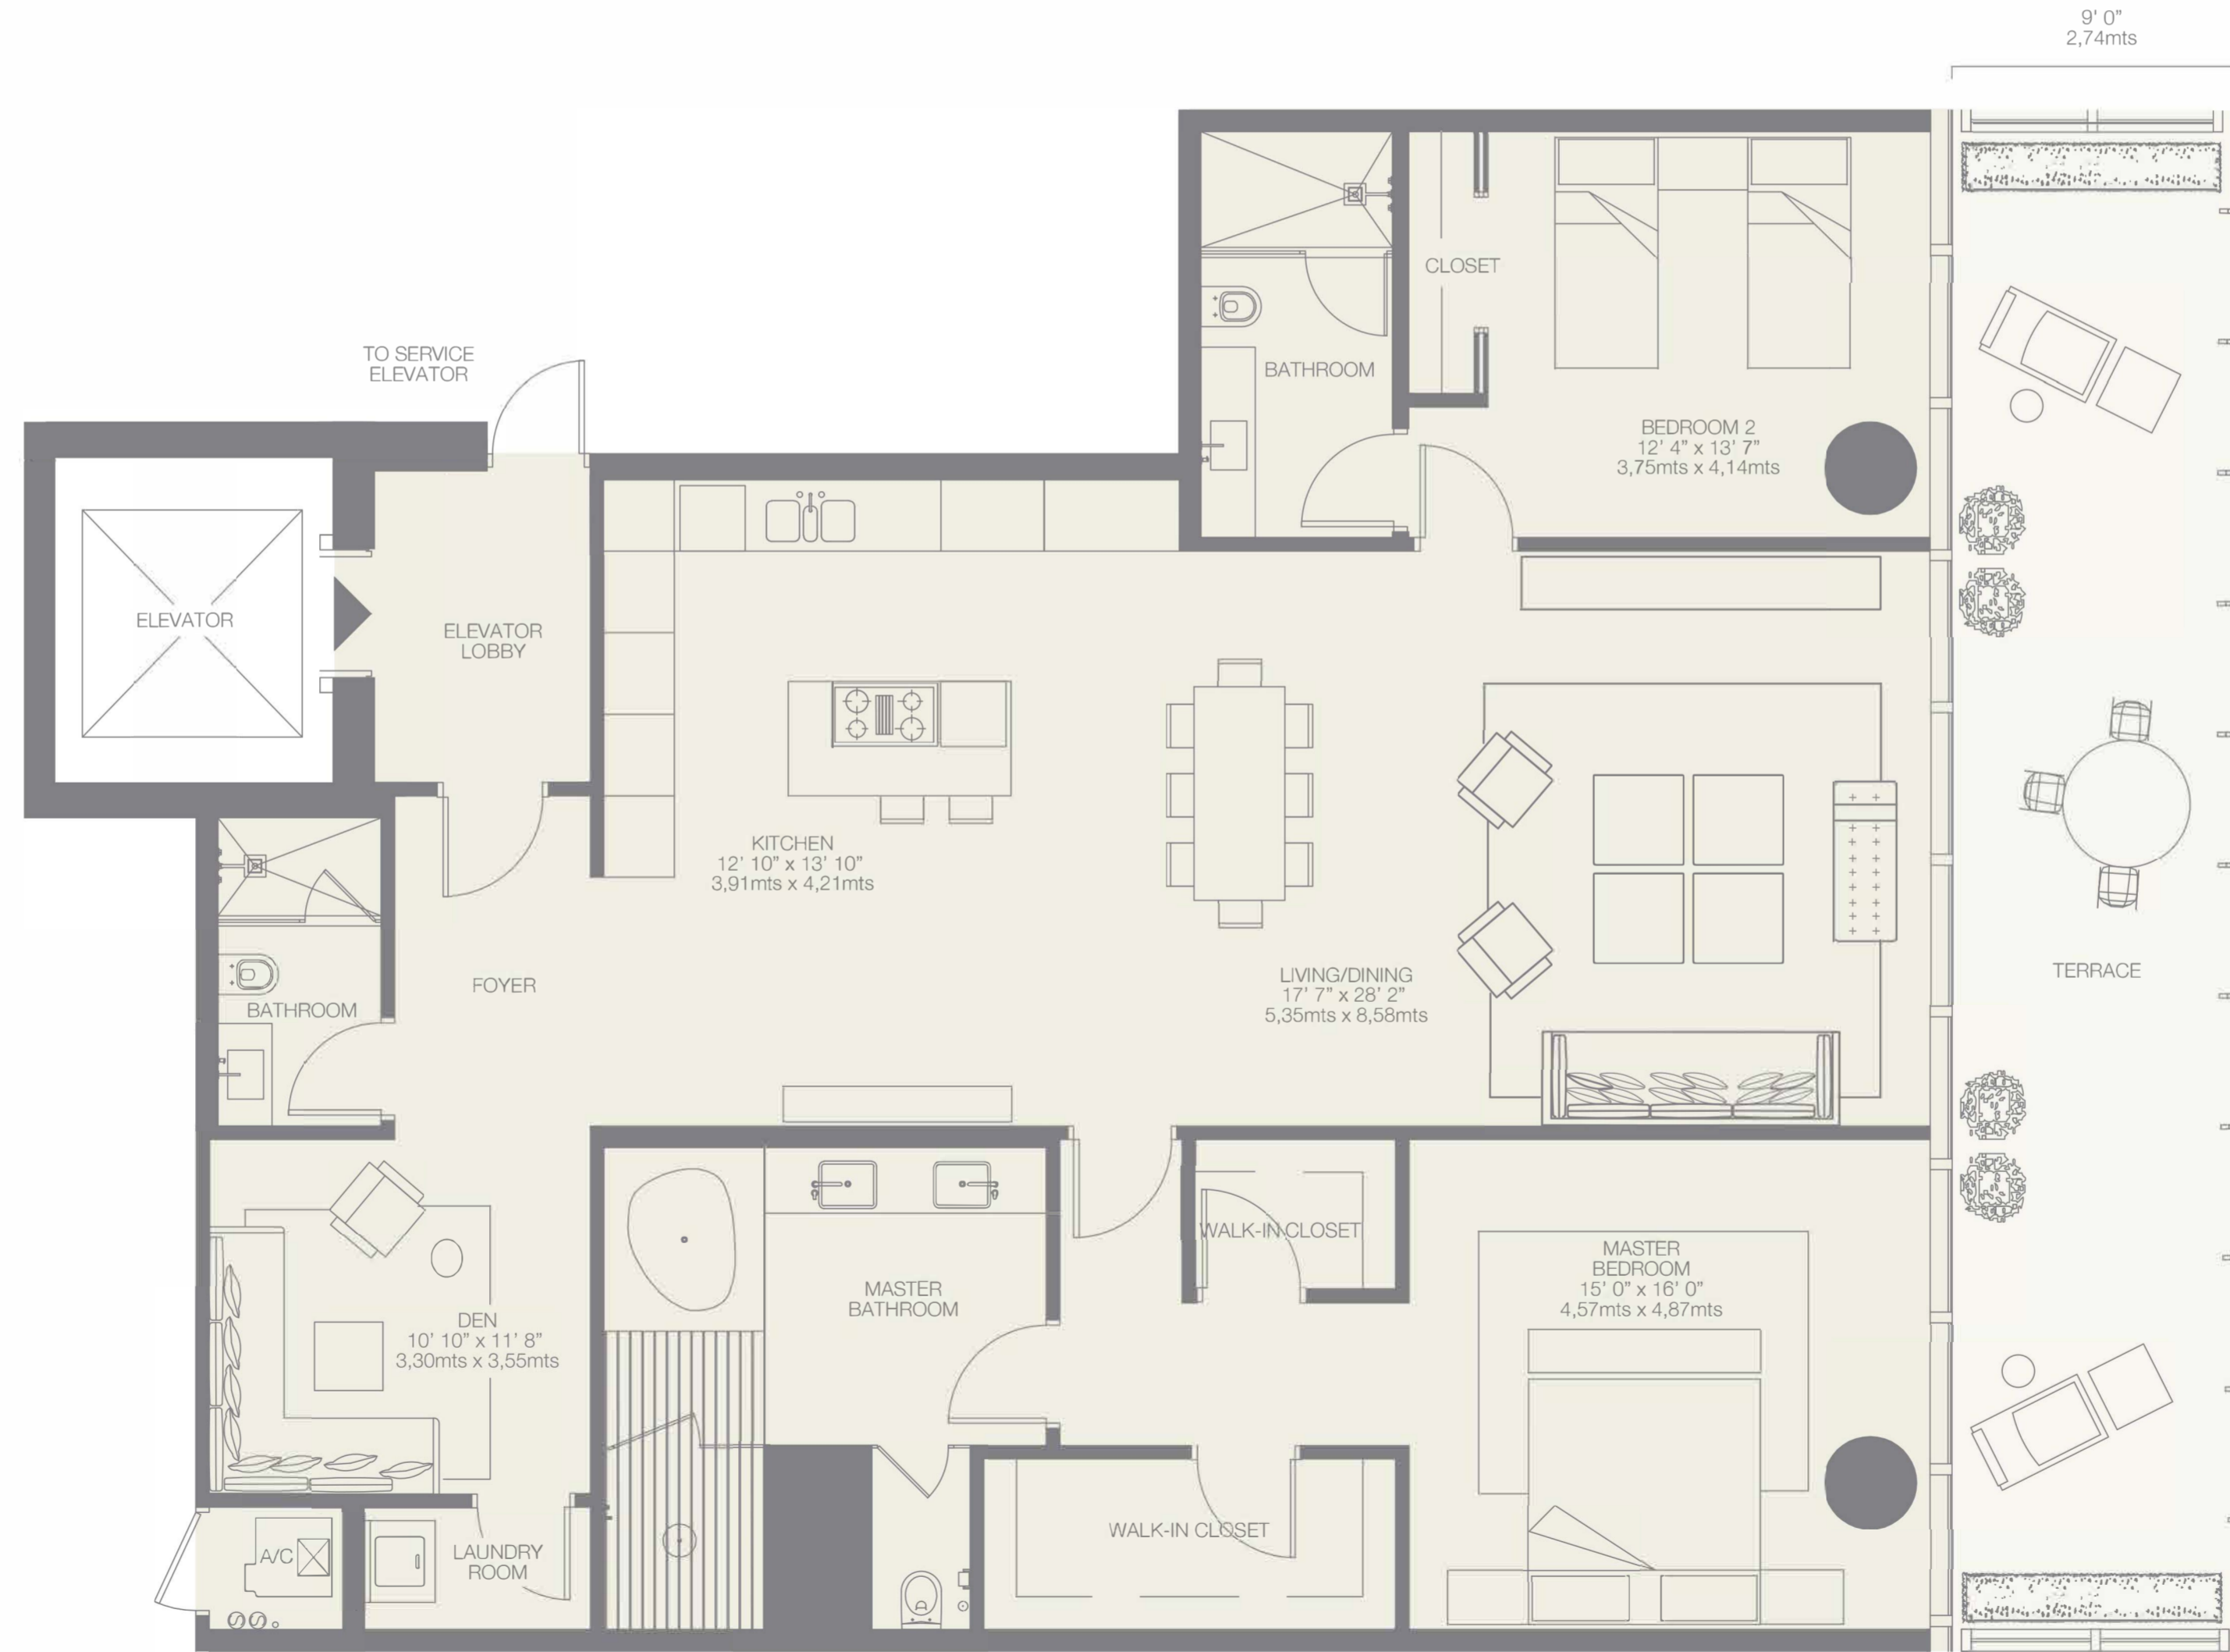 9' 0"
2,74mts
CLOSET
TO SERVICE
ELEVATOR
BATHROOM
BEDROOM 2
12' 4" x 13' 7"
3,75mts x 4,14mts
ELEVATOR
ELEVATOR
LOBBY
KITCHEN
12' 10" x 13' 10"
3,91mts x 4,21mts
FOYER
LIVING/DINING
17' 7" x 28' 2"
5,35mts x 8,58mts
TERRACE
BATHROOM
WALK-IN CLOSET
MASTER
BEDROOM
15' 0" x 16' 0"
4,57mts x 4,87mts
MASTER
BATHROOM
DEN
10' 10" x 11' 8"
3,30mts x 3,55mts
WALK-IN CLOSET
A/C
LAUNDRY
ROOM